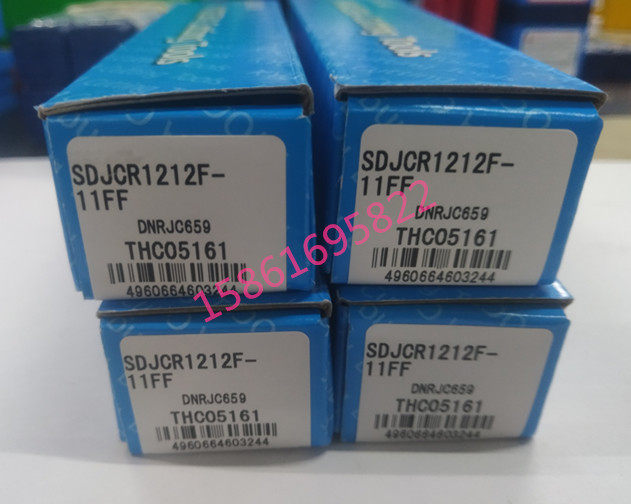 SDJCR1212F-
11FF
DNRJC659
THC05161
4960664603244
SDJCR1212F-
11FF
DNRJC659
THC05161
4960664603244
15861695822
SDJCR1212F-
11FF
DNRJC659
THC05161
4960664603244
SDJCR1212F-
11FF
DNRJC659
THC05161
4960664603244